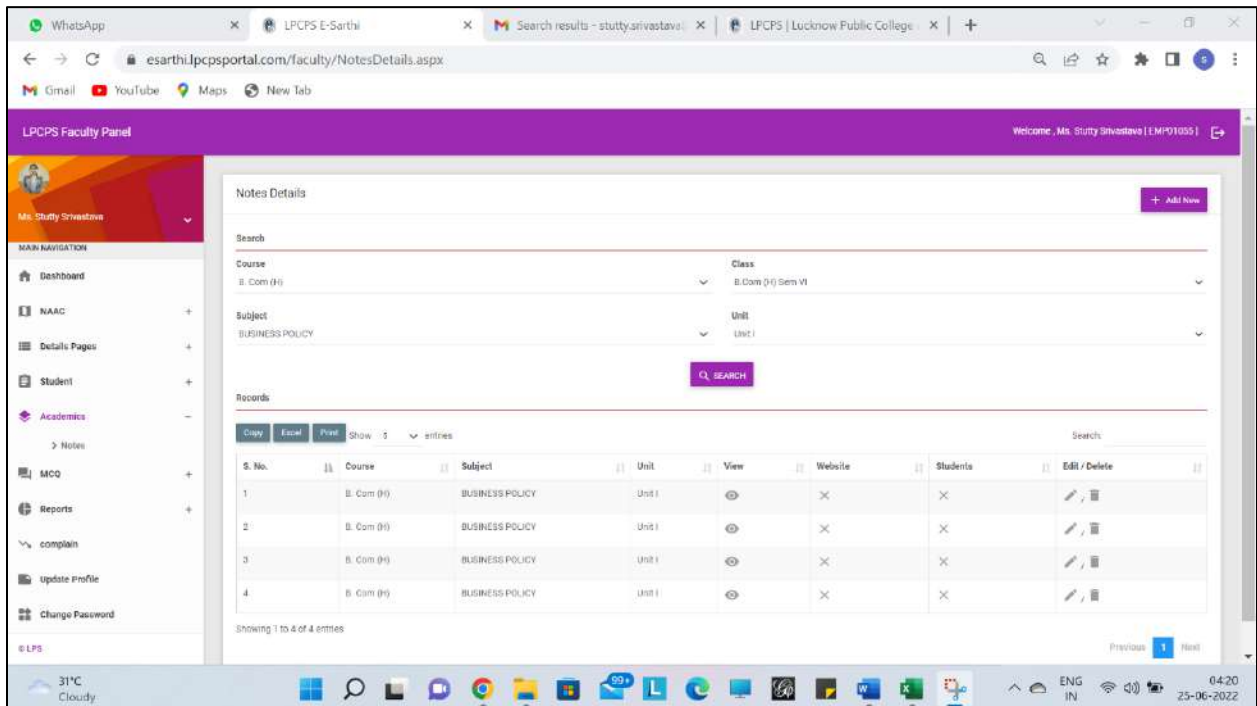 WhatsApp
LPCPS E-Sarthi
Search results - stutty.srivastava
LPCPS | Lucknow Public College
esarthi.lpcpsportal.com/faculty/NotesDetails.aspx
Gmail YouTube Maps New Tab
LPCPS Faculty Panel
Welcome , Ms. Stutty Srivastava [ EMP01055 ]
Ms. Stutty Srivastava
MAIN NAVIGATION
Dashboard
NAAC +
Details Pages +
Student +
Academics −
> Notes
MCQ +
Reports +
complain
Update Profile
Change Password
© LPS
Notes Details
+ Add New
Search
Course Class
B. Com (H) B.Com (H) Sem VI
Subject Unit
BUSINESS POLICY Unit I
SEARCH
Records
Copy Excel Print Show 5 entries Search:
S. No. Course Subject Unit View Website Students Edit / Delete
1 B. Com (H) BUSINESS POLICY Unit I
2 B. Com (H) BUSINESS POLICY Unit I
3 B. Com (H) BUSINESS POLICY Unit I
4 B. Com (H) BUSINESS POLICY Unit I
Showing 1 to 4 of 4 entries
Previous 1 Next
31°C
Cloudy
99+
ENG
IN
04:20
25-06-2022